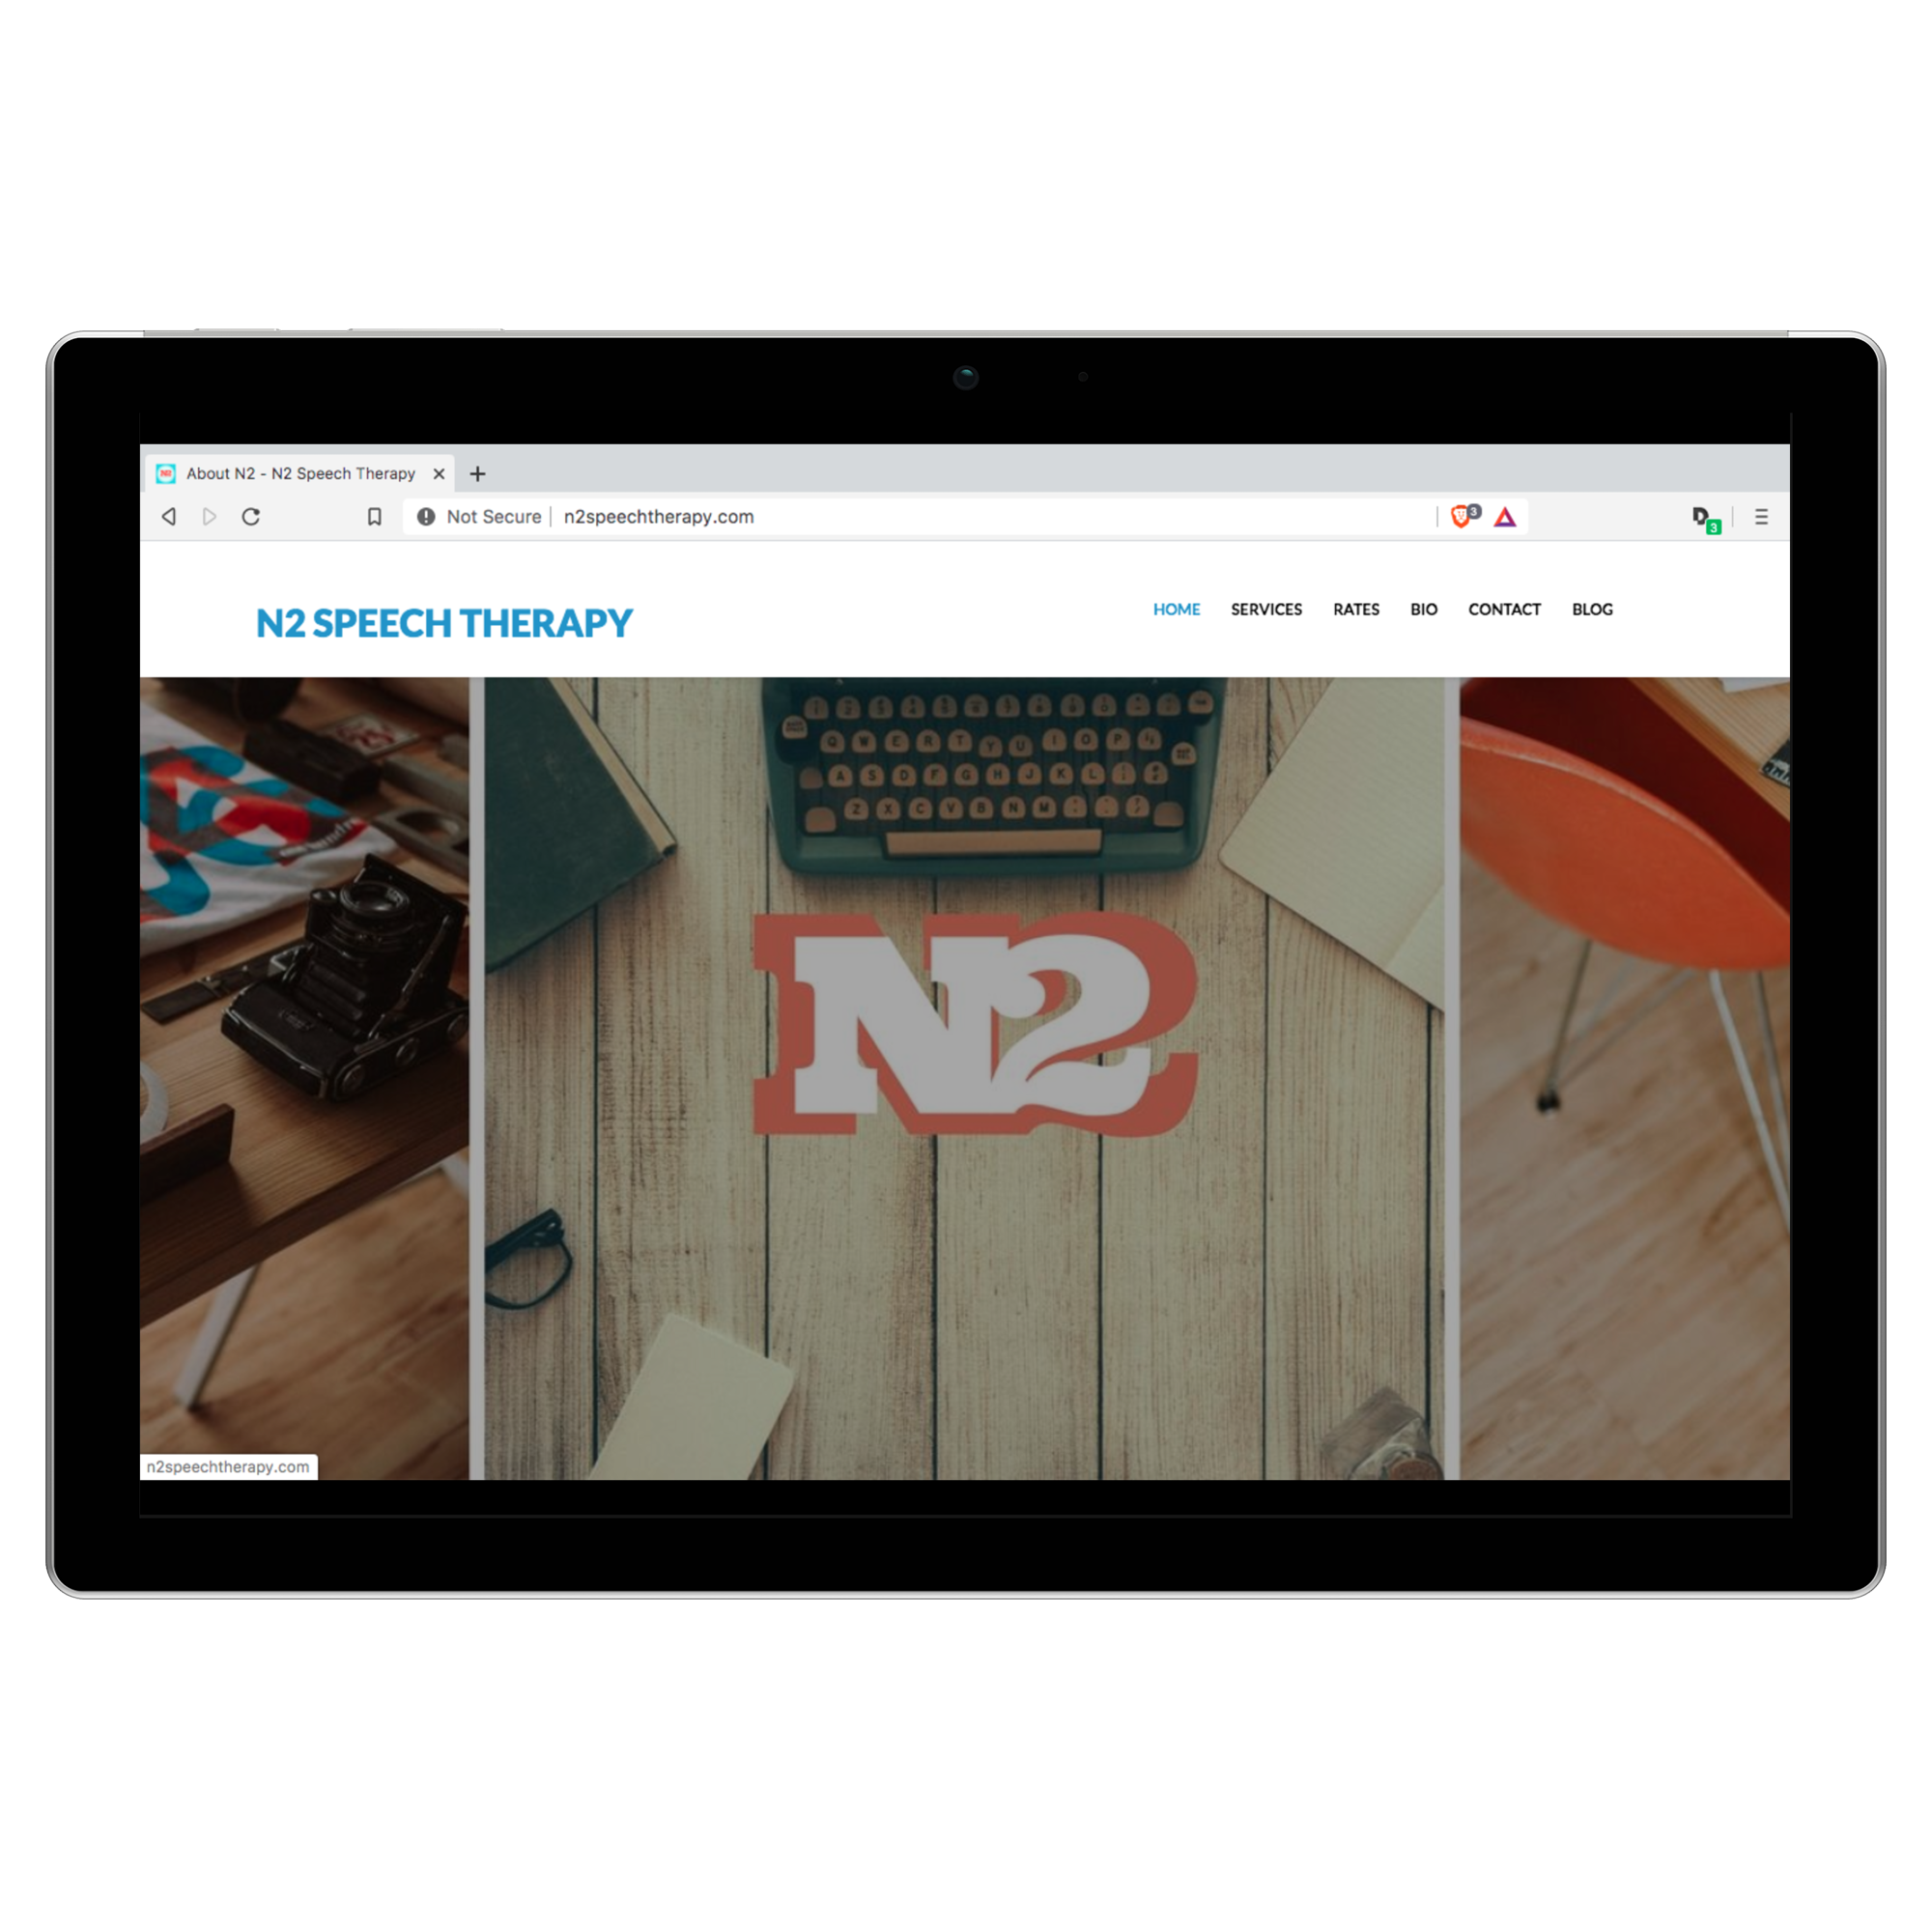 About N2 - N2 Speech Therapy
3
Not Secure
n2speechtherapy.com
3
N2 SPEECH THERAPY
HOME SERVICES RATES BIO CONTACT BLOG
Q W E R T Y U I O P
A S D F G H J K L
Z X C V B N M
N2
n2speechtherapy.com